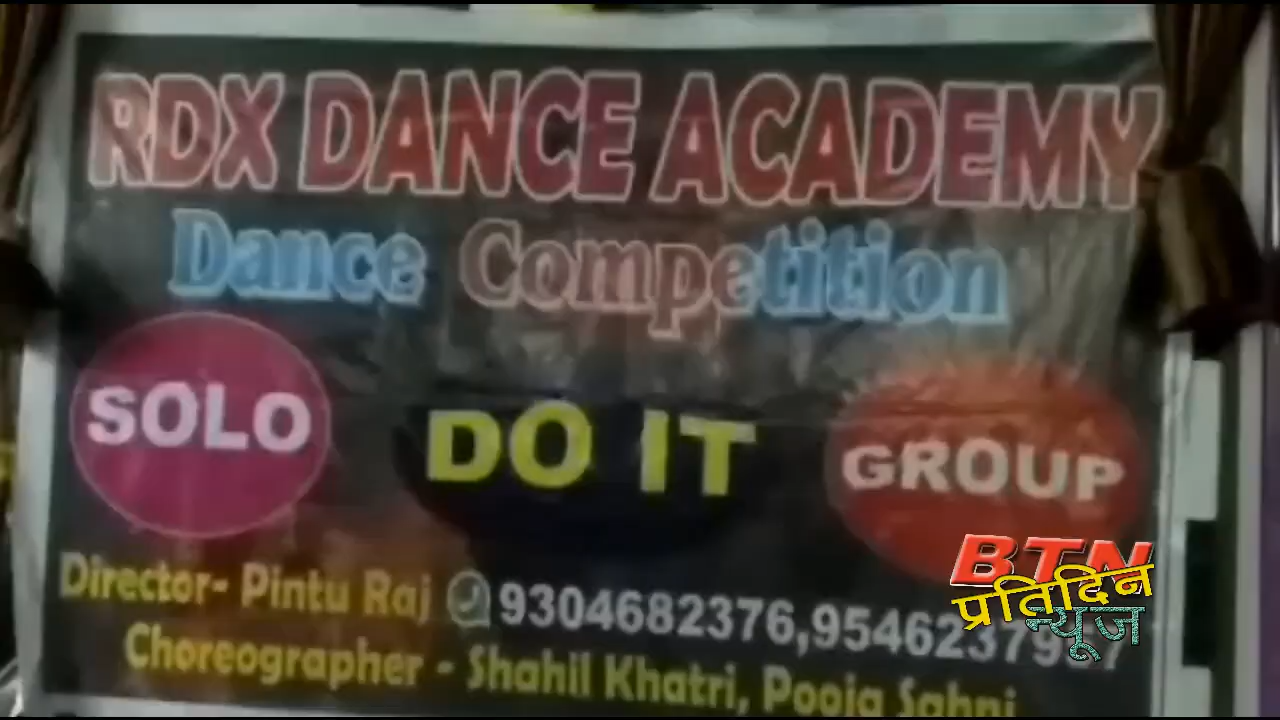 RDX DANCE ACADEMY
Dance Competition
SOLO
DO IT
GROUP
Director- Pintu Raj 9304682376,
Choreographer - Shahil Khatri, Pooja Sahni
BTN
प्रतिदिन
न्यूज